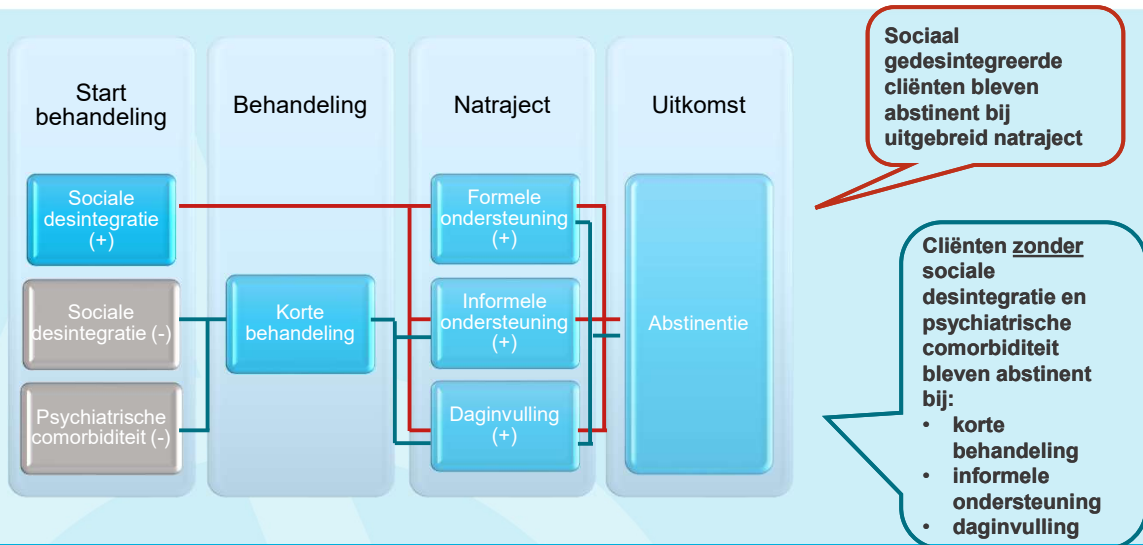 Start
behandeling
Behandeling
Natraject
Uitkomst
Sociale
desintegratie
(+)
Sociale
desintegratie (-)
Psychiatrische
comorbiditeit (-)
Korte
behandeling
Formele
ondersteuning
(+)
Informele
ondersteuning
(+)
Daginvulling
(+)
Abstinentie
Sociaal
gedesintegreerde
cliënten bleven
abstinent bij
uitgebreid natraject
Cliënten zonder
sociale
desintegratie en
psychiatrische
comorbiditeit
bleven abstinent
bij:
• korte
behandeling
• informele
ondersteuning
• daginvulling